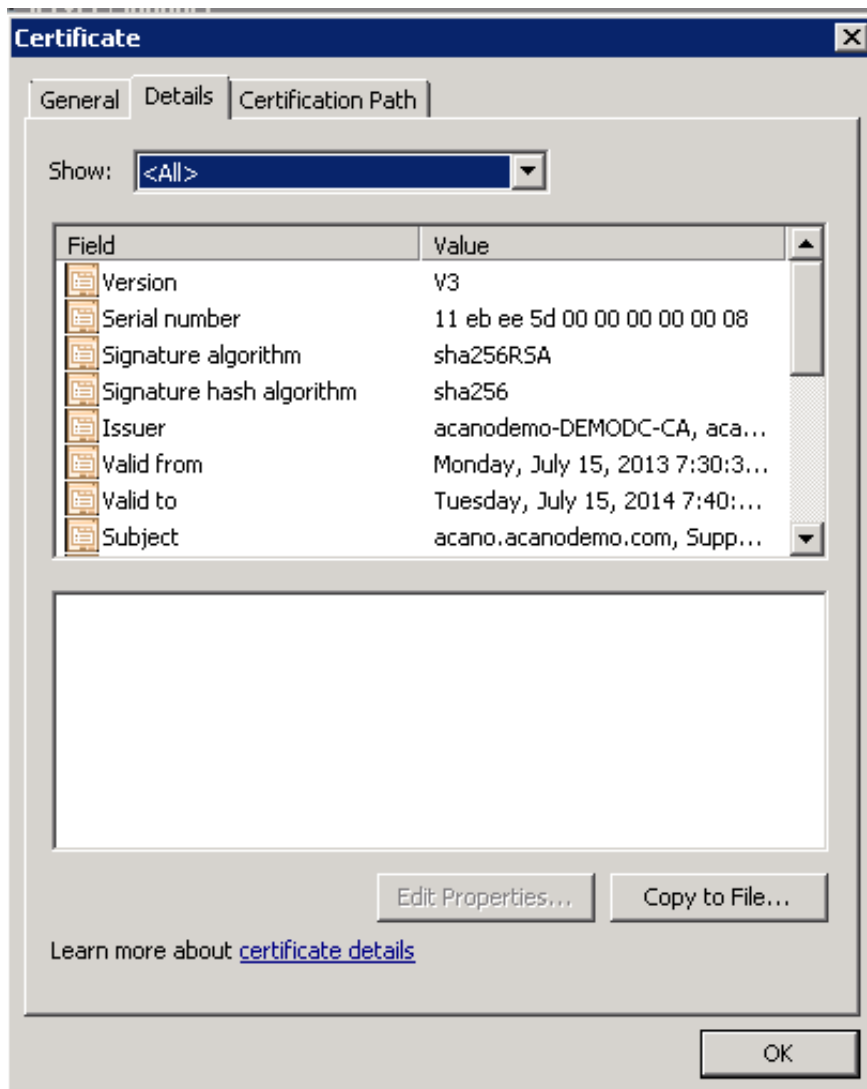 Certificate
General Details Certification Path
Show: <All>
Field Value
Version V3
Serial number 11 eb ee 5d 00 00 00 00 00 08
Signature algorithm sha256RSA
Signature hash algorithm sha256
Issuer acanodemo-DEMODC-CA, aca...
Valid from Monday, July 15, 2013 7:30:3...
Valid to Tuesday, July 15, 2014 7:40:...
Subject acano.acanodemo.com, Supp...
Edit Properties... Copy to File...
Learn more about certificate details
OK